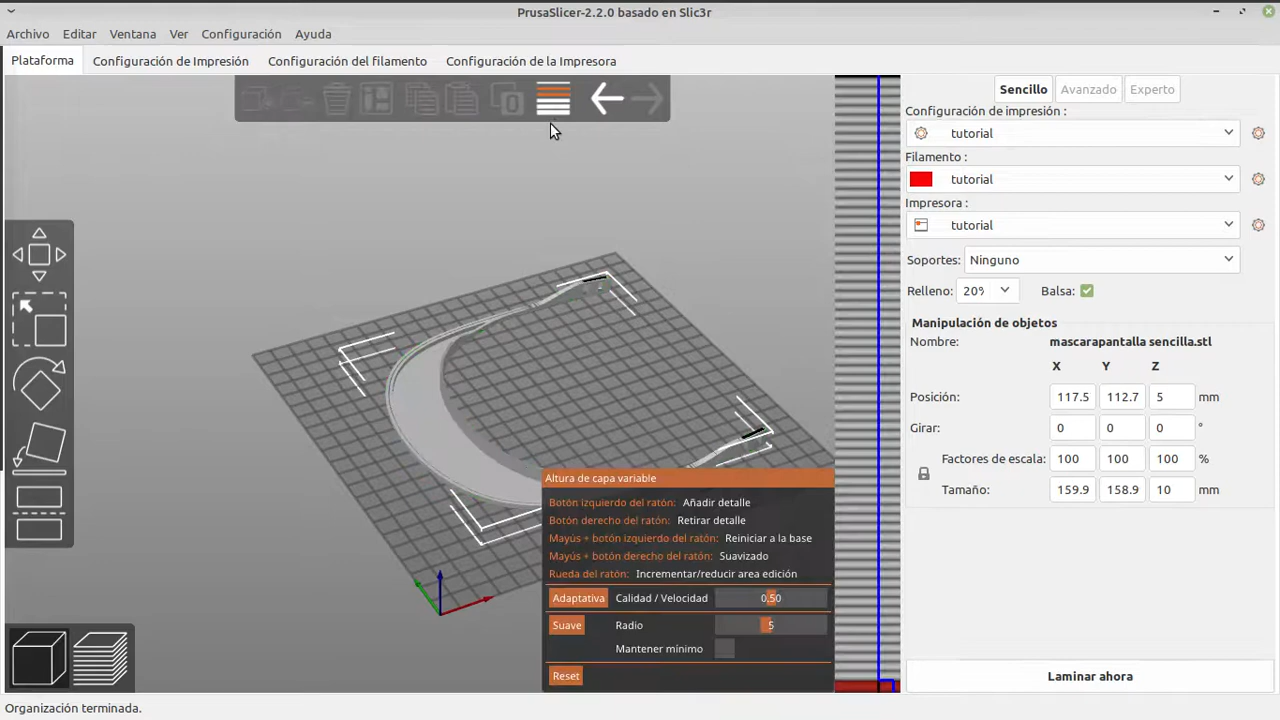 PrusaSlicer-2.2.0 basado en Slic3r
Archivo Editar Ventana Ver Configuración Ayuda
Plataforma Configuración de Impresión Configuración del filamento Configuración de la Impresora
Sencillo Avanzado Experto
Configuración de impresión :
tutorial
Filamento :
tutorial
Impresora :
tutorial
Soportes: Ninguno
Relleno: 20% Balsa:
Manipulación de objetos
Nombre: mascarapantalla sencilla.stl
X Y Z
Posición: 117.5 112.7 5 mm
Girar: 0 0 0 °
Factores de escala: 100 100 100 %
Tamaño: 159.9 158.9 10 mm
Altura de capa variable
Botón izquierdo del ratón: Añadir detalle
Botón derecho del ratón: Retirar detalle
Mayús + botón izquierdo del ratón: Reiniciar a la base
Mayús + botón derecho del ratón: Suavizado
Rueda del ratón: Incrementar/reducir area edición
Adaptativa Calidad / Velocidad 0.50
Suave Radio 5
Mantener mínimo
Reset
Laminar ahora
Organización terminada.